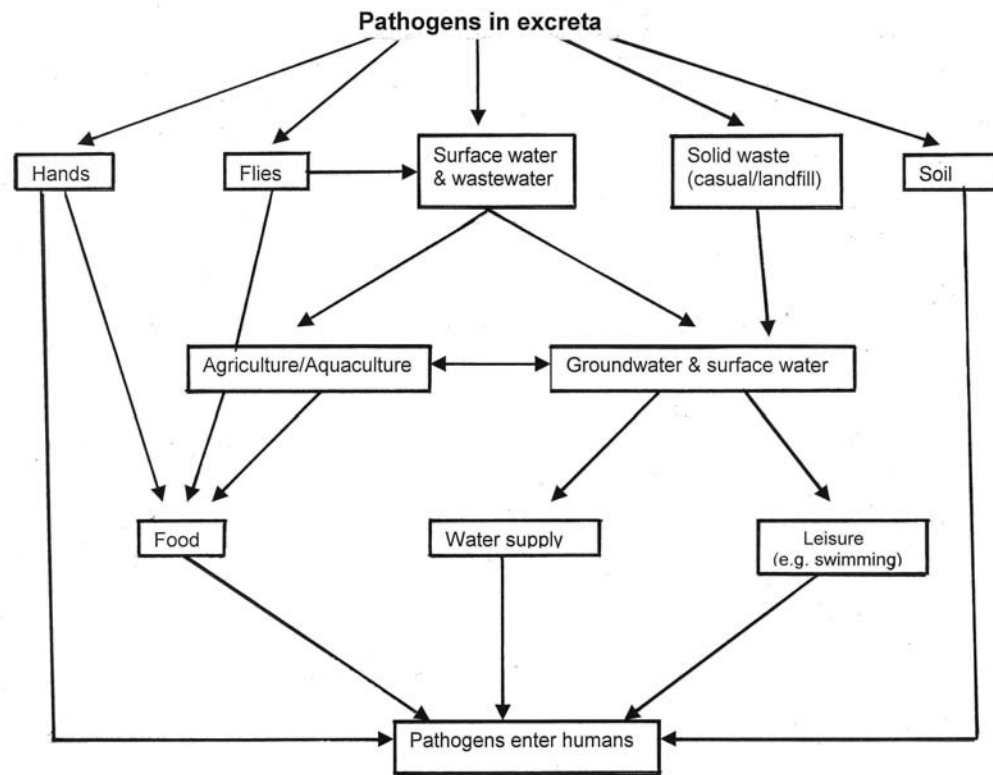 Pathogens in excreta
Hands
Flies
Surface water
& wastewater
Solid waste
(casual/landfill)
Soil
Agriculture/Aquaculture
Groundwater & surface water
Food
Water supply
Leisure
(e.g. swimming)
Pathogens enter humans